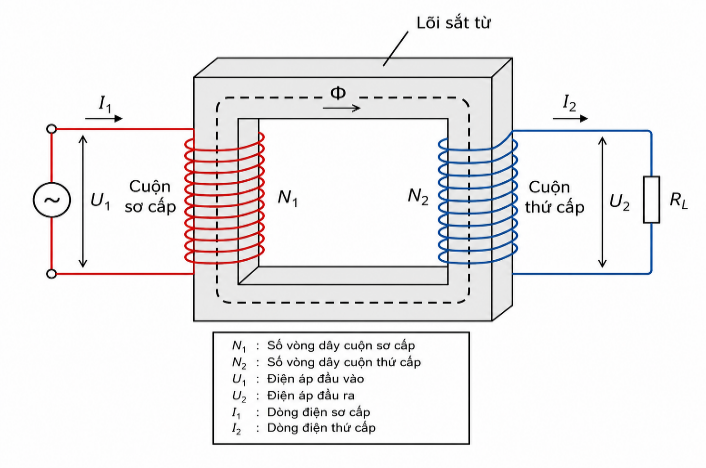 Lõi sắt từ
Φ
I₁
I₂
U₁
Cuộn
sơ cấp
N₁
N₂
Cuộn
thứ cấp
U₂
R_L
~
N₁ : Số vòng dây cuộn sơ cấp
N₂ : Số vòng dây cuộn thứ cấp
U₁ : Điện áp đầu vào
U₂ : Điện áp đầu ra
I₁ : Dòng điện sơ cấp
I₂ : Dòng điện thứ cấp